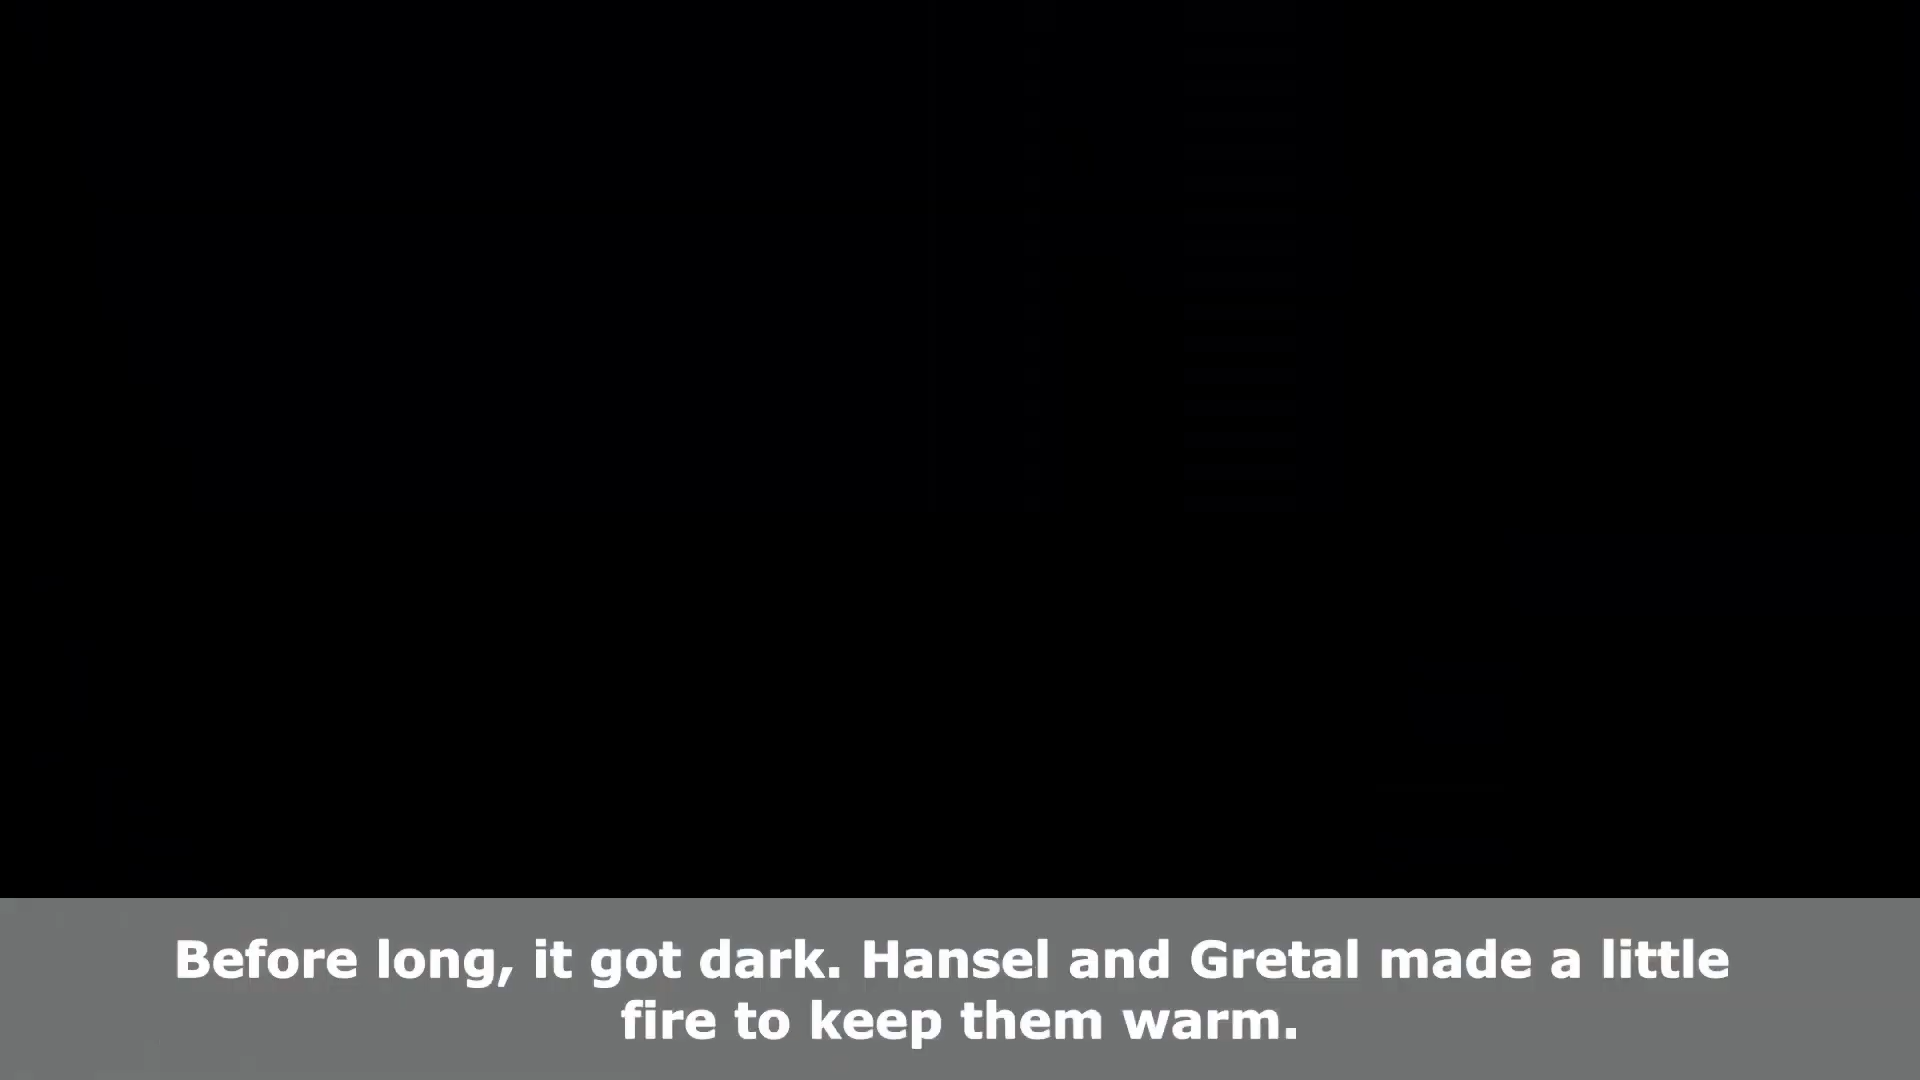 Before long, it got dark. Hansel and Gretal made a little
fire to keep them warm.